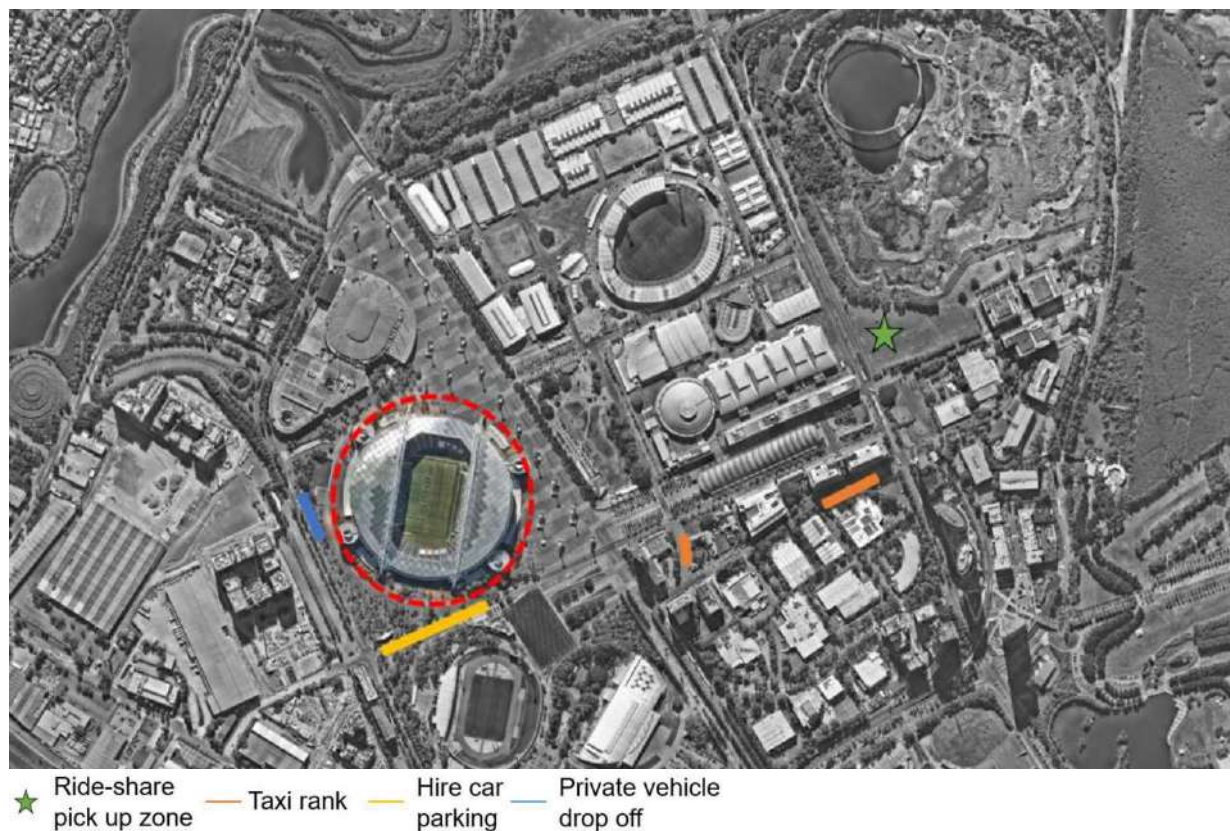 Ride-share
pick up zone
Taxi rank
Hire car
parking
Private vehicle
drop off